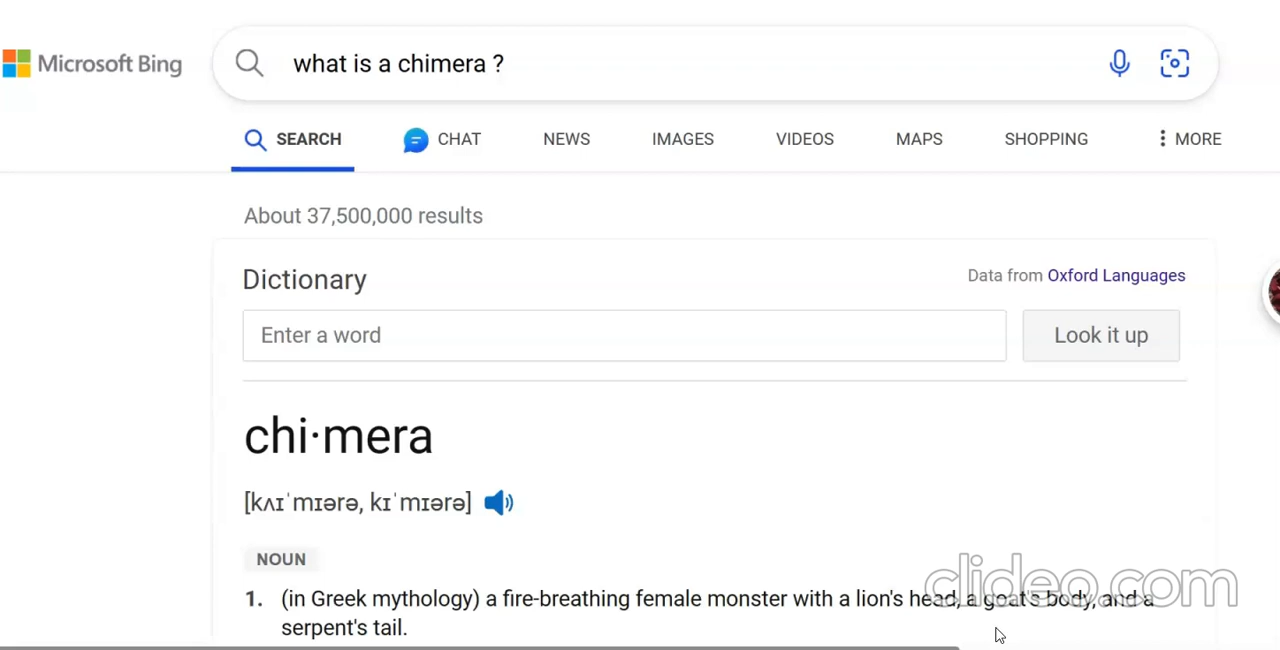 Microsoft Bing
what is a chimera ?
SEARCH CHAT NEWS IMAGES VIDEOS MAPS SHOPPING MORE
About 37,500,000 results
Dictionary
Data from Oxford Languages
Enter a word
Look it up
chi·mera
[kʌɪˈmɪərə, kɪˈmɪərə]
NOUN
1. (in Greek mythology) a fire-breathing female monster with a lion's head, a goat's body, and a
serpent's tail.
clideo.com